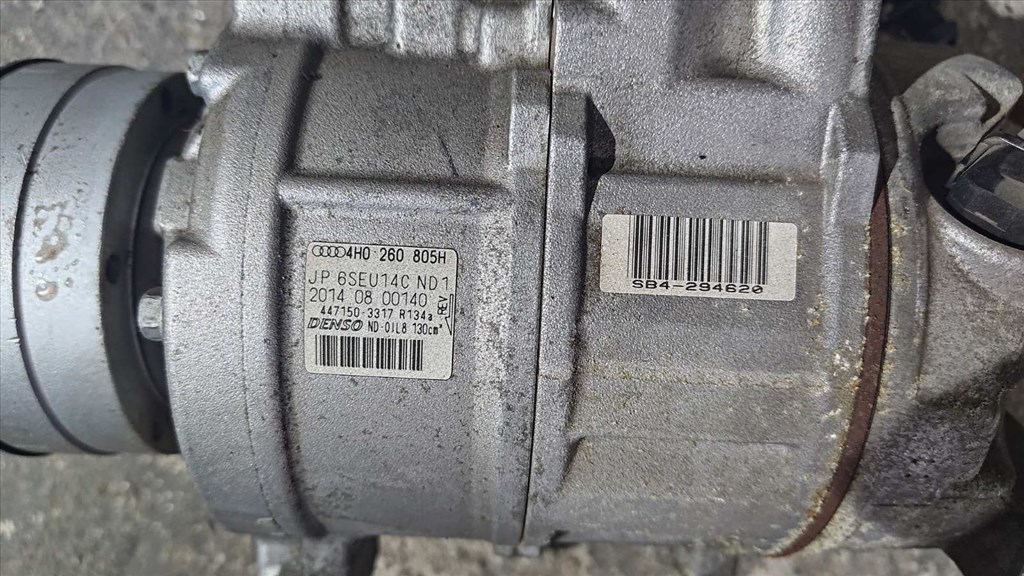 4H0 260 805H
JP 6SEU14C ND1
2014 08 00140
REV
447150-3317 R134a
DENSO ND-OIL8 130cm³
SB4-294620